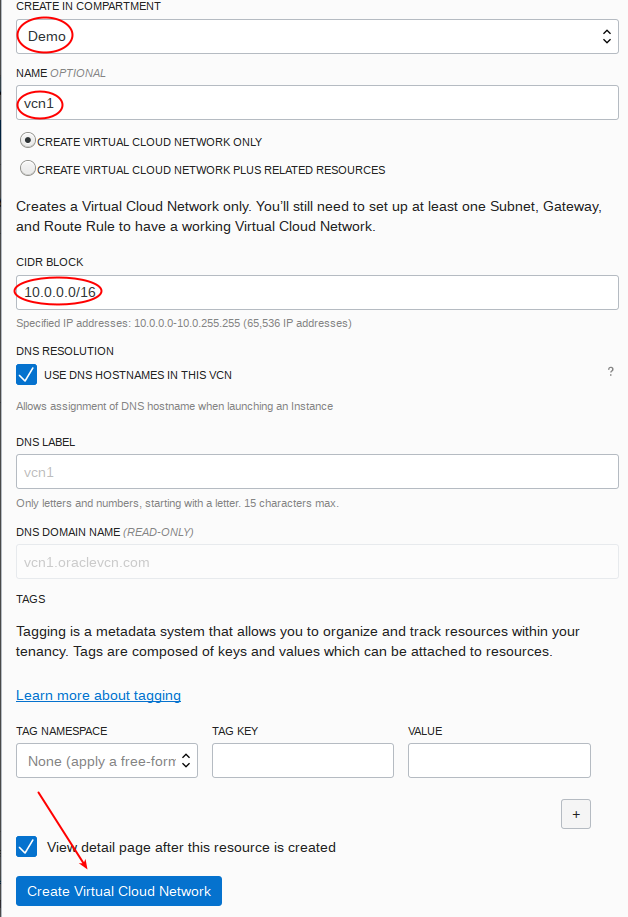 CREATE IN COMPARTMENT
Demo
NAME OPTIONAL
vcn1
CREATE VIRTUAL CLOUD NETWORK ONLY
CREATE VIRTUAL CLOUD NETWORK PLUS RELATED RESOURCES
Creates a Virtual Cloud Network only. You’ll still need to set up at least one Subnet, Gateway,
and Route Rule to have a working Virtual Cloud Network.
CIDR BLOCK
10.0.0.0/16
Specified IP addresses: 10.0.0.0-10.0.255.255 (65,536 IP addresses)
DNS RESOLUTION
USE DNS HOSTNAMES IN THIS VCN ?
Allows assignment of DNS hostname when launching an Instance
DNS LABEL
vcn1
Only letters and numbers, starting with a letter. 15 characters max.
DNS DOMAIN NAME (READ-ONLY)
vcn1.oraclevcn.com
TAGS
Tagging is a metadata system that allows you to organize and track resources within your
tenancy. Tags are composed of keys and values which can be attached to resources.
Learn more about tagging
TAG NAMESPACE TAG KEY VALUE
None (apply a free-form
+
View detail page after this resource is created
Create Virtual Cloud Network